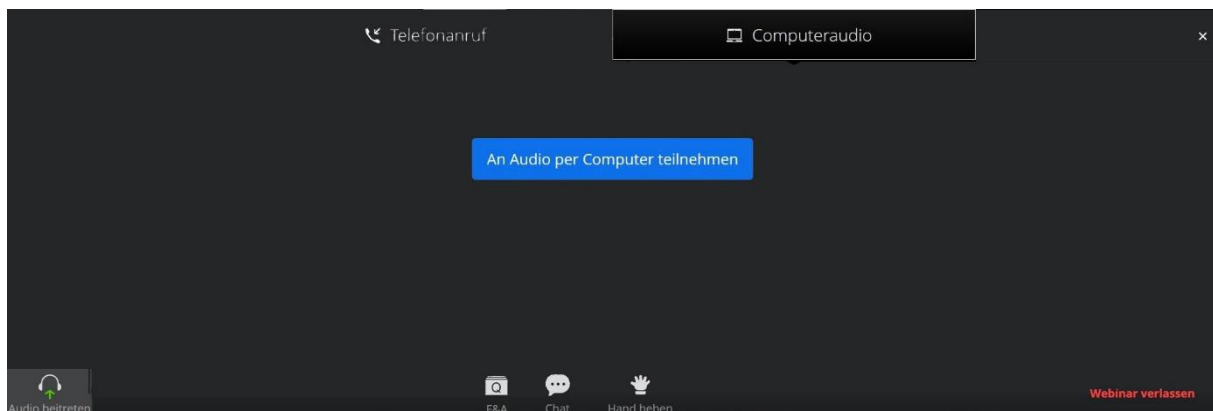 Telefonanruf
Computeraudio
×
An Audio per Computer teilnehmen
Audio beitreten
F&A
Chat
Hand heben
Webinar verlassen